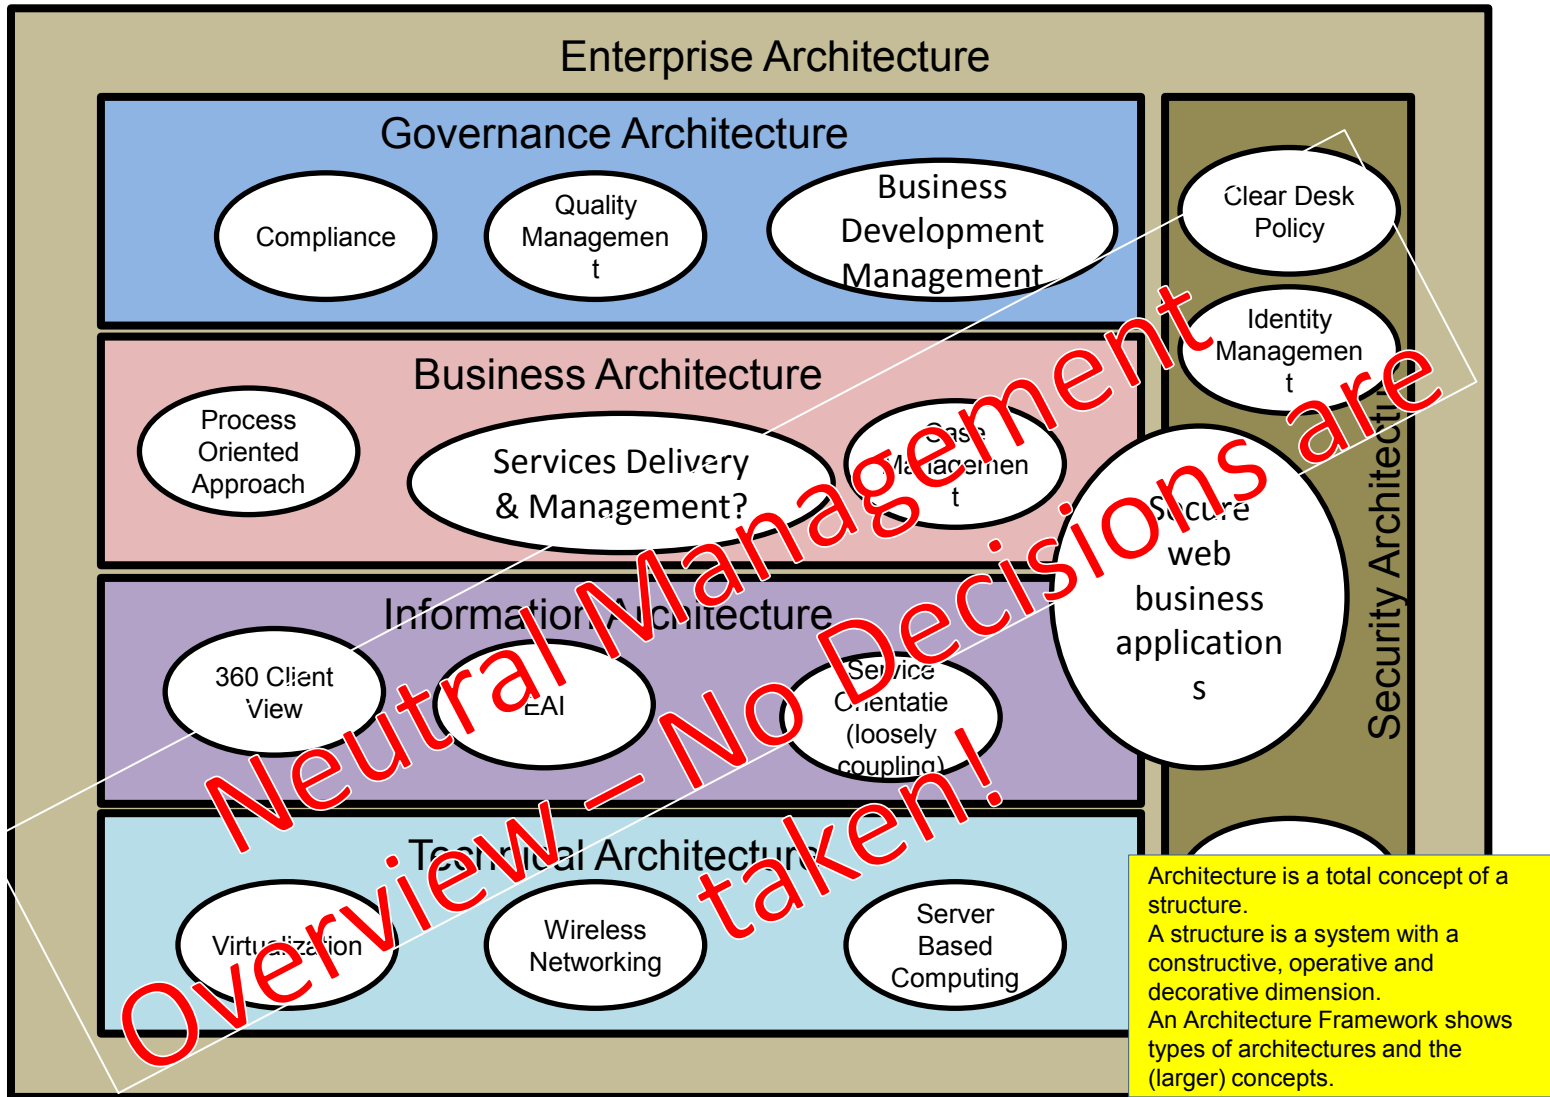 Enterprise Architecture
Governance Architecture
Compliance
Quality
Managemen
t
Business
Development
Management
Clear Desk
Policy
Identity
Managemen
t
Business Architecture
Process
Oriented
Approach
Services Delivery
& Management?
Case
Managemen
t
Secure
web
business
application
s
Security Architecture
Information Architecture
360 Client
View
EAI
Service
Orientatie
(loosely
coupling)
Technical Architecture
Virtualization
Wireless
Networking
Server
Based
Computing
Neutral Management
Overview – No Decisions are
taken!
Architecture is a total concept of a
structure.
A structure is a system with a
constructive, operative and
decorative dimension.
An Architecture Framework shows
types of architectures and the
(larger) concepts.